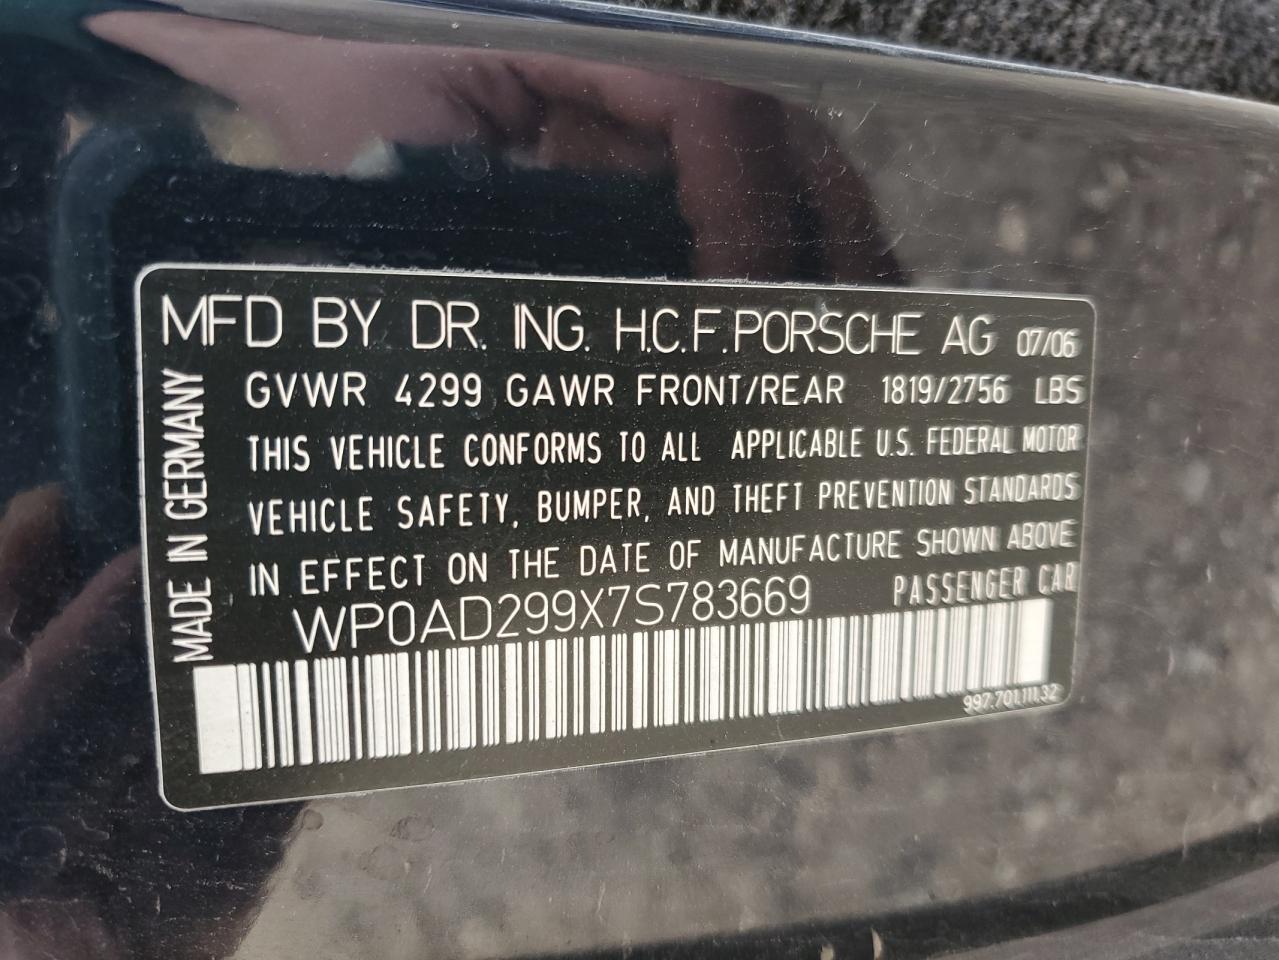 MFD BY DR. ING. H.C.F. PORSCHE AG 07/06
GVWR 4299 GAWR FRONT/REAR 1819/2756 LBS
THIS VEHICLE CONFORMS TO ALL APPLICABLE U.S. FEDERAL MOTOR
VEHICLE SAFETY, BUMPER, AND THEFT PREVENTION STANDARDS
IN EFFECT ON THE DATE OF MANUFACTURE SHOWN ABOVE
WP0AD299X7S783669 PASSENGER CAR
997.701.111.32
MADE IN GERMANY